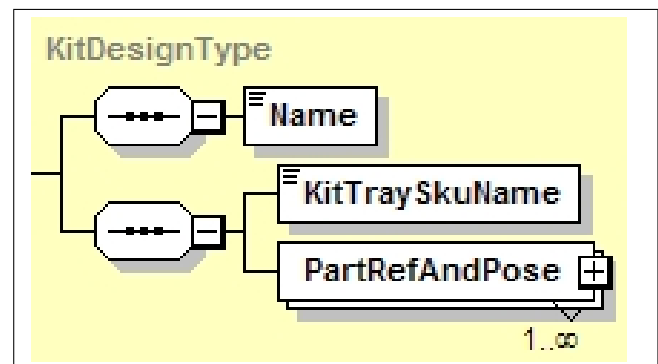 KitDesignType
Name
KitTraySkuName
PartRefAndPose
1..∞